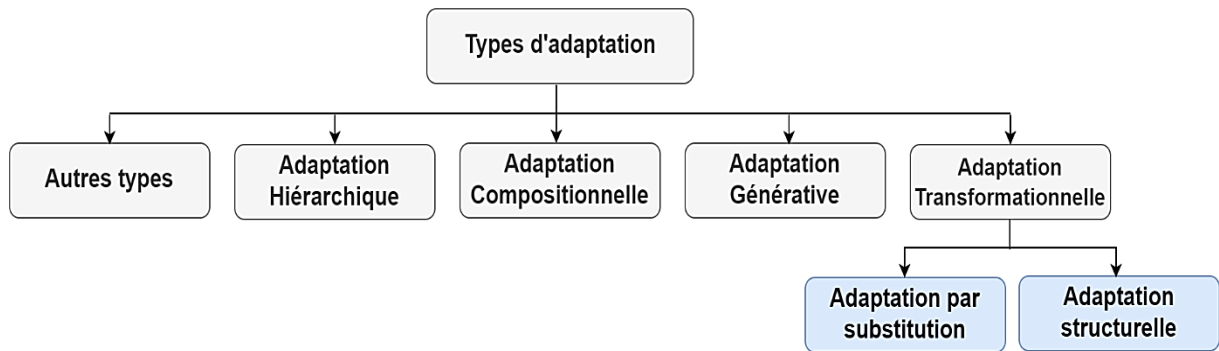 Types d'adaptation
Autres types
Adaptation
Hiérarchique
Adaptation
Compositionnelle
Adaptation
Générative
Adaptation
Transformationnelle
Adaptation par
substitution
Adaptation
structurelle